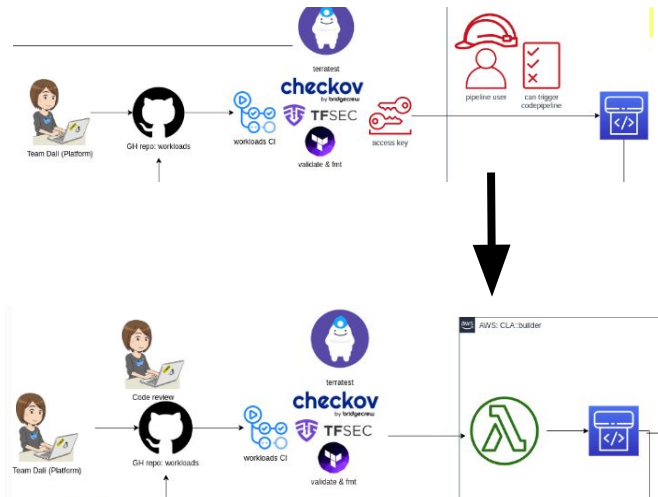 terratest
checkov
by bridgecrew
TFSEC
workloads CI
validate & fmt
access key
Team Dali (Platform)
GH repo: workloads
pipeline user
can trigger
codepipeline
</>
aws
AWS: CLA::builder
Code review
terratest
checkov
by bridgecrew
TFSEC
workloads CI
validate & fmt
Team Dali (Platform)
GH repo: workloads
</>